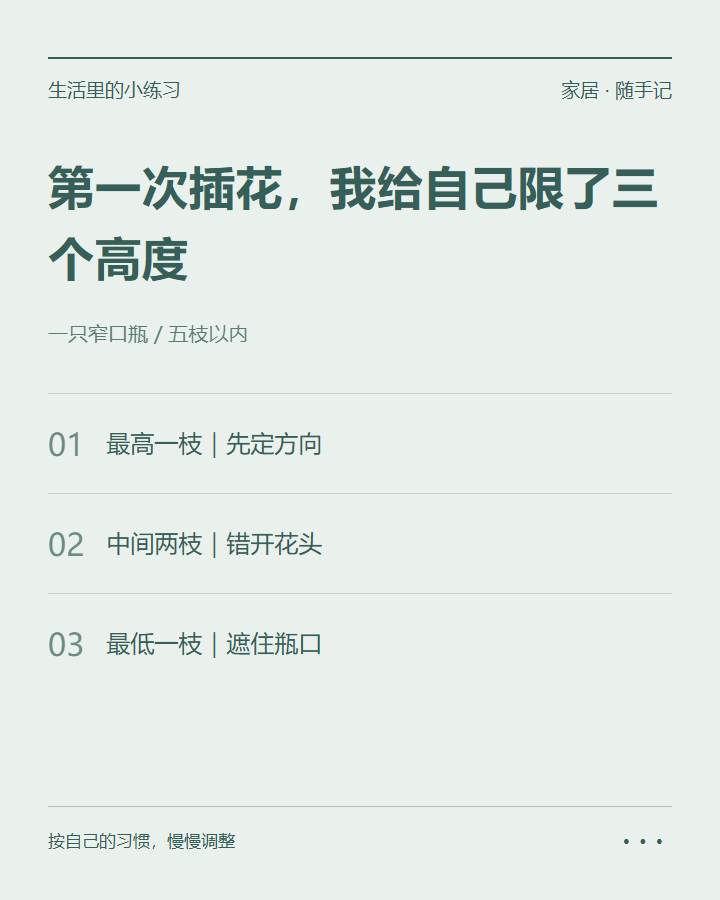 生活里的小练习
家居 · 随手记
第一次插花，我给自己限了三
个高度
一只窄口瓶 / 五枝以内
01 最高一枝｜先定方向
02 中间两枝｜错开花头
03 最低一枝｜遮住瓶口
按自己的习惯，慢慢调整
• • •